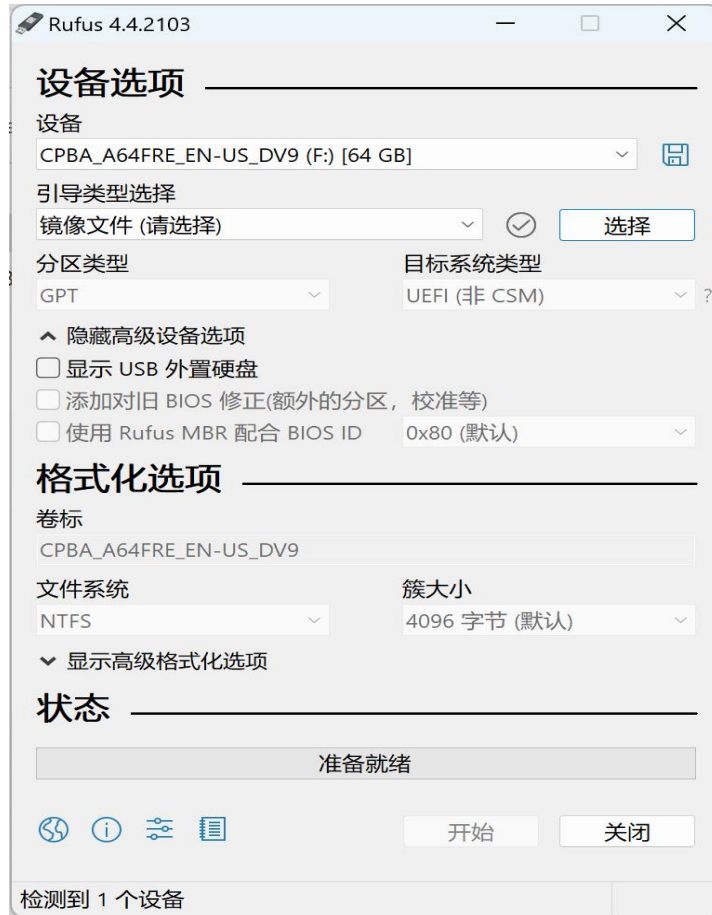 Rufus 4.4.2103
设备选项
设备
CPBA_A64FRE_EN-US_DV9 (F:) [64 GB]
引导类型选择
镜像文件 (请选择) 选择
分区类型 目标系统类型
GPT UEFI (非 CSM) ?
隐藏高级设备选项
显示 USB 外置硬盘
添加对旧 BIOS 修正(额外的分区，校准等)
使用 Rufus MBR 配合 BIOS ID 0x80 (默认)
格式化选项
卷标
CPBA_A64FRE_EN-US_DV9
文件系统 簇大小
NTFS 4096 字节 (默认)
显示高级格式化选项
状态
准备就绪
开始 关闭
检测到 1 个设备